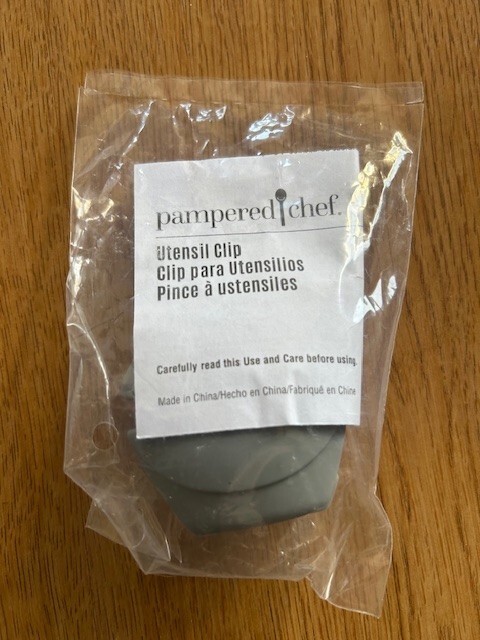 pampered chef.
Utensil Clip
Clip para Utensilios
Pince à ustensiles
Carefully read this Use and Care before using.
Made in China/Hecho en China/Fabriqué en Chine